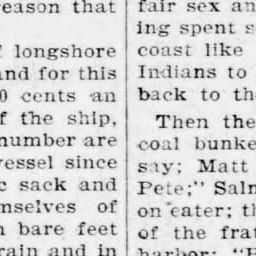 eason that
longshore
and for this
0 cents an
f the ship,
number are
vessel since
c sack and
mselves of
n bare feet
rain and in
fair sex an
ing spent s
coast like
Indians to
back to th
Then the
coal bunke
say; Matt
Pete;" Saln
on eater; th
of the frat
harbor; "H